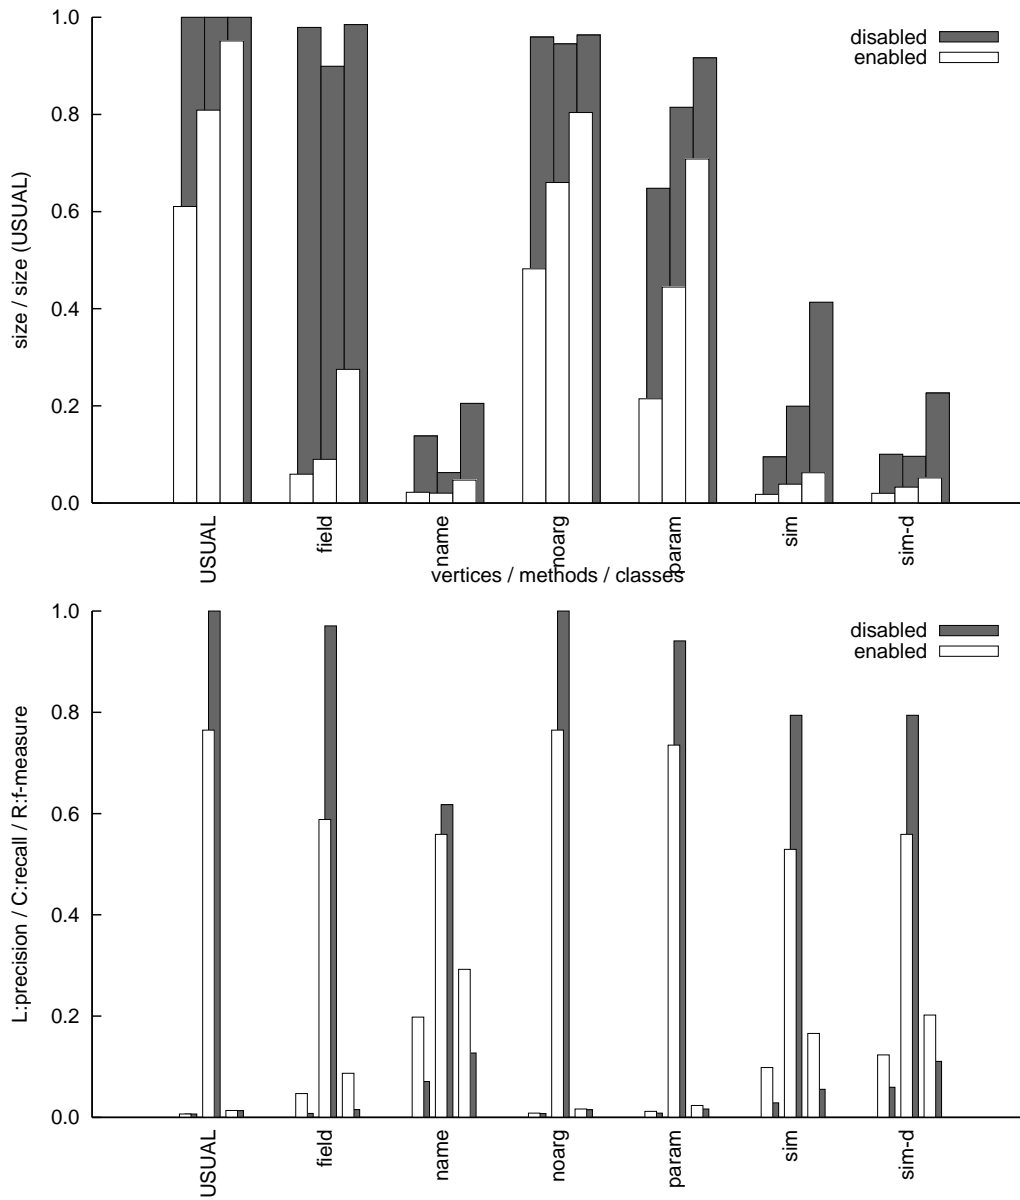 1.0
0.8
0.6
0.4
0.2
0.0
size / size (USUAL)
disabled
enabled
USUAL
field
name
noarg
param
sim
sim-d
vertices / methods / classes
1.0
0.8
0.6
0.4
0.2
0.0
L:precision / C:recall / R:f-measure
disabled
enabled
USUAL
field
name
noarg
param
sim
sim-d